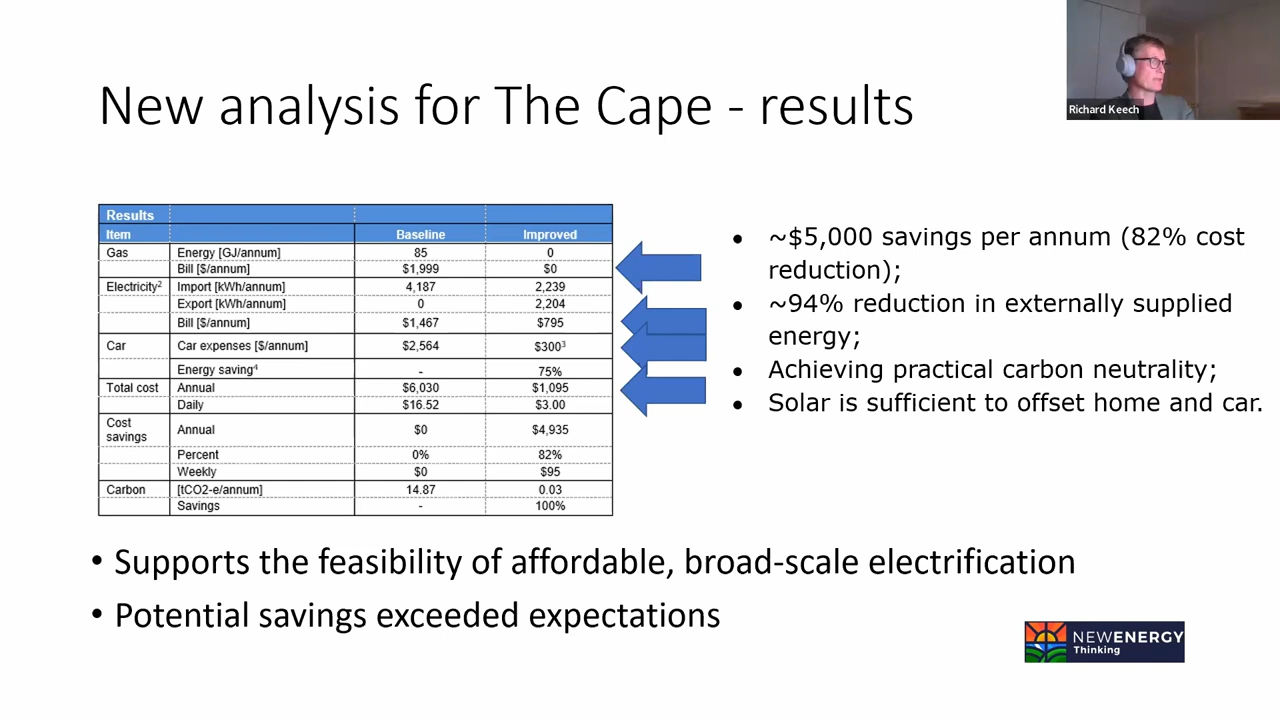 Richard Keech
New analysis for The Cape - results
Results
Item Baseline Improved
Gas Energy [GJ/annum] 85 0
Bill [$/annum] $1,999 $0
Electricity² Import [kWh/annum] 4,187 2,239
Export [kWh/annum] 0 2,204
Bill [$/annum] $1,467 $795
Car Car expenses [$/annum] $2,564 $300³
Energy saving⁴ - 75%
Total cost Annual $6,030 $1,095
Daily $16.52 $3.00
Cost
savings Annual $0 $4,935
Percent 0% 82%
Weekly $0 $95
Carbon [tCO2-e/annum] 14.87 0.03
Savings - 100%
• ~$5,000 savings per annum (82% cost
reduction);
• ~94% reduction in externally supplied
energy;
• Achieving practical carbon neutrality;
• Solar is sufficient to offset home and car.
• Supports the feasibility of affordable, broad-scale electrification
• Potential savings exceeded expectations
NEWENERGY
Thinking